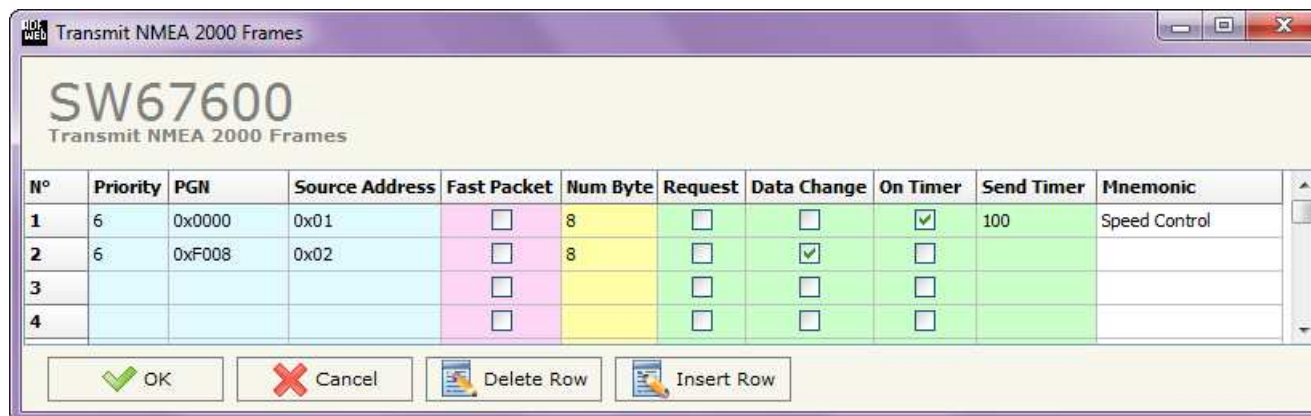 ADF WEB Transmit NMEA 2000 Frames
SW67600
Transmit NMEA 2000 Frames
N° Priority PGN Source Address Fast Packet Num Byte Request Data Change On Timer Send Timer Mnemonic
1 6 0x0000 0x01 8 100 Speed Control
2 6 0xF008 0x02 8
3
4
OK Cancel Delete Row Insert Row